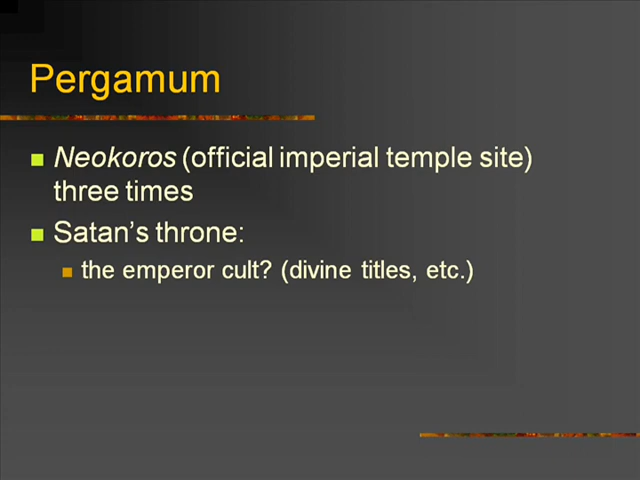 Pergamum
Neokoros (official imperial temple site)
three times
Satan's throne:
the emperor cult? (divine titles, etc.)